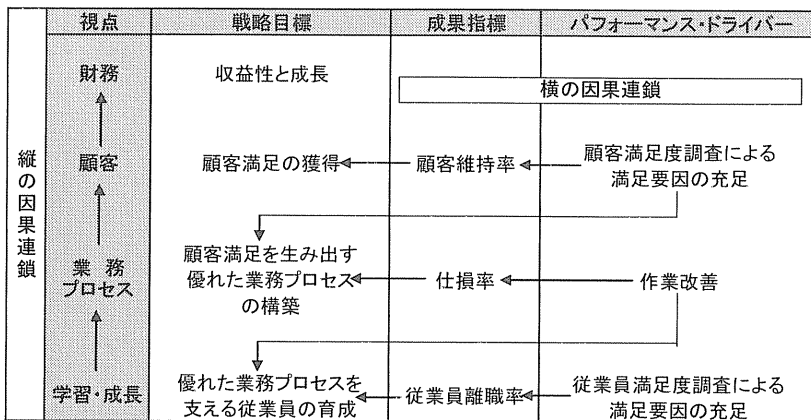 視点 戦略目標 成果指標 パフォーマンス・ドライバー
縦の因果連鎖
財務 収益性と成長
横の因果連鎖
顧客 顧客満足の獲得 顧客維持率 顧客満足度調査による
満足要因の充足
業務
プロセス
顧客満足を生み出す
優れた業務プロセス
の構築
仕損率 作業改善
学習・成長
優れた業務プロセスを
支える従業員の育成
従業員離職率
従業員満足度調査による
満足要因の充足